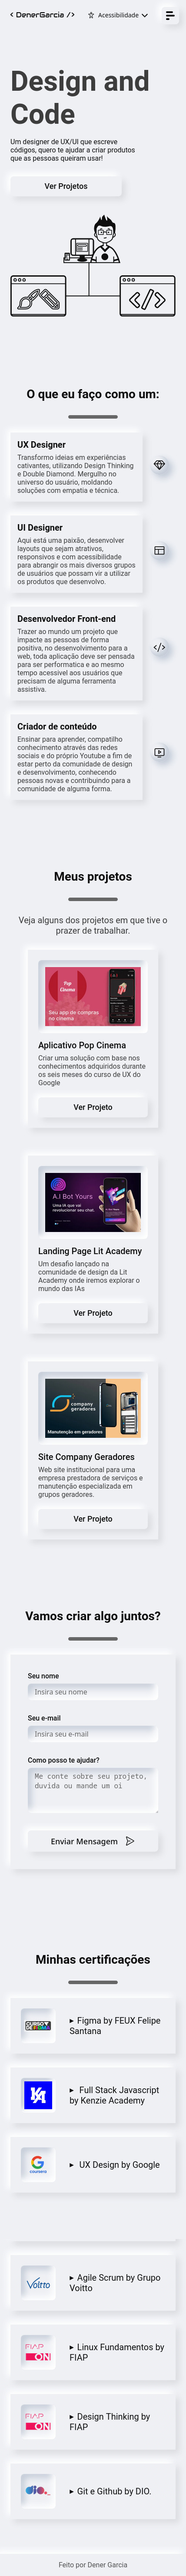 < DenerGarcia />
Acessibilidade
Design and
Code
Um designer de UX/UI que escreve
códigos, quero te ajudar a criar produtos
que as pessoas queiram usar!
Ver Projetos
O que eu faço como um:
UX Designer
Transformo ideias em experiências
cativantes, utilizando Design Thinking
e Double Diamond. Mergulho no
universo do usuário, moldando
soluções com empatia e técnica.
UI Designer
Aqui está uma paixão, desenvolver
layouts que sejam atrativos,
responsivos e com acessibilidade
para abrangir os mais diversos grupos
de usuários que possam vir a utilizar
os produtos que desenvolvo.
Desenvolvedor Front-end
Trazer ao mundo um projeto que
impacte as pessoas de forma
positiva, no desenvolvimento para a
web, toda aplicação deve ser pensada
para ser performática e ao mesmo
tempo acessivel aos usuários que
precisam de alguma ferramenta
assistiva.
Criador de conteúdo
Ensinar para aprender, compatilho
conhecimento através das redes
sociais e do próprio Youtube a fim de
estar perto da comunidade de design
e desenvolvimento, conhecendo
pessoas novas e contribuindo para a
comunidade de alguma forma.
Meus projetos
Veja alguns dos projetos em que tive o
prazer de trabalhar.
Pop
Cinema
Seu app de compras
no cinema
Aplicativo Pop Cinema
Criar uma solução com base nos
conhecimentos adquiridos durante
os seis meses do curso de UX do
Google
Ver Projeto
A.I Bot Yours
Uma IA que vai
revolucionar seu chat.
Landing Page Lit Academy
Um desafio lançado na
comunidade de design da Lit
Academy onde iremos explorar o
mundo das IAs
Ver Projeto
company
geradores
Manutenção em geradores
Site Company Geradores
Web site institucional para uma
empresa prestadora de serviços e
manutenção especializada em
grupos geradores.
Ver Projeto
Vamos criar algo juntos?
Seu nome
Insira seu nome
Seu e-mail
Insira seu e-mail
Como posso te ajudar?
Me conte sobre seu projeto,
duvida ou mande um oi
Enviar Mensagem
Minhas certificações
Figma by FEUX Felipe
Santana
Full Stack Javascript
by Kenzie Academy
Google
coursera
UX Design by Google
Voitto
Agile Scrum by Grupo
Voitto
FIAP
ON
Linux Fundamentos by
FIAP
FIAP
ON
Design Thinking by
FIAP
Git e Github by DIO.
Feito por Dener Garcia